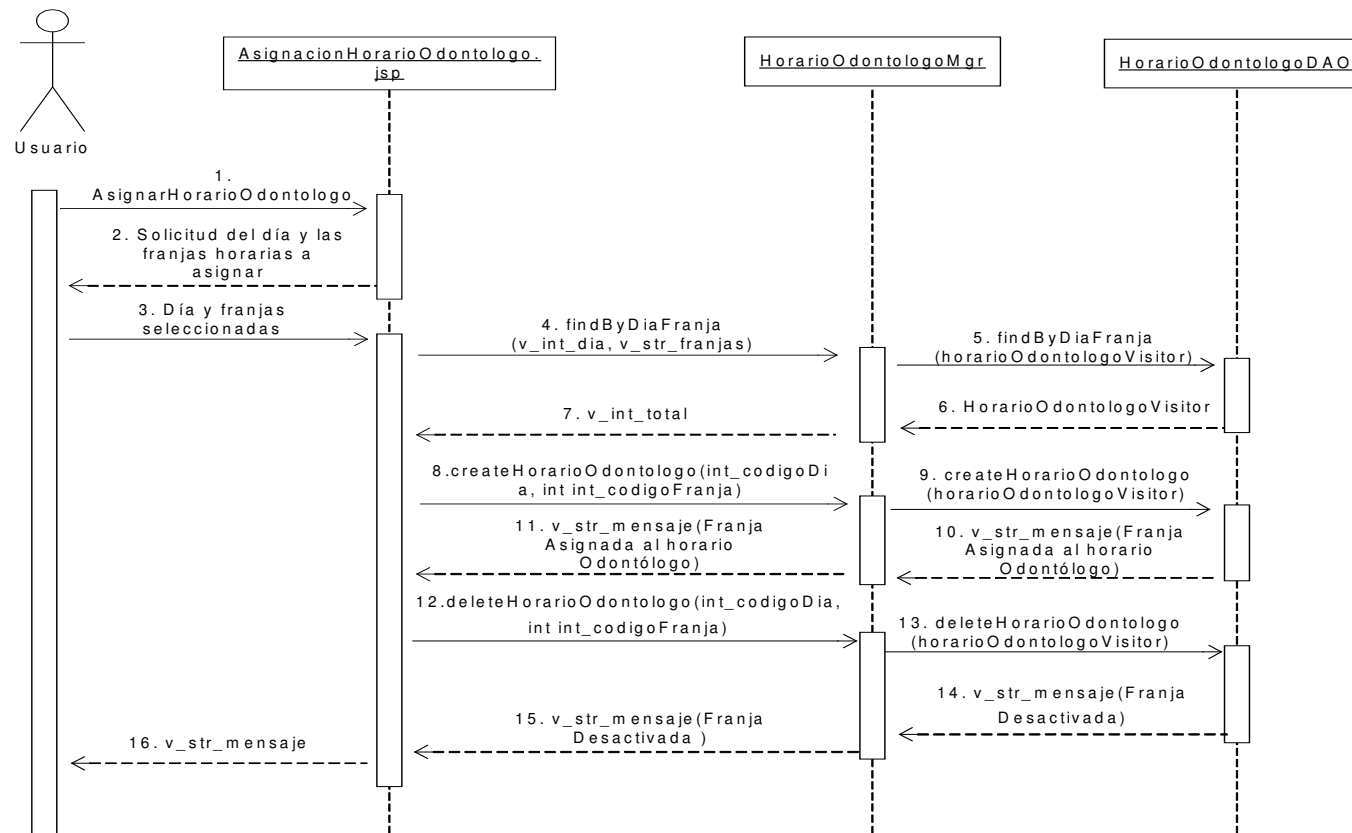 AsignacionHorarioOdontologo.
jsp
HorarioOdontologoMgr
HorarioOdontologoDAO
Usuario
1.
AsignarHorarioOdontologo
2. Solicitud del día y las
franjas horarias a
asignar
3. Día y franjas
seleccionadas
4. findByDiaFranja
(v_int_dia, v_str_franjas)
5. findByDiaFranja
(horarioOdontologoVisitor)
6. HorarioOdontologoVisitor
7. v_int_total
8.createHorarioOdontologo(int_codigoDi
a, int int_codigoFranja)
9. createHorarioOdontologo
(horarioOdontologoVisitor)
10. v_str_mensaje(Franja
Asignada al horario
Odontólogo)
11. v_str_mensaje(Franja
Asignada al horario
Odontólogo)
12.deleteHorarioOdontologo(int_codigoDia,
int int_codigoFranja)
13. deleteHorarioOdontologo
(horarioOdontologoVisitor)
14. v_str_mensaje(Franja
Desactivada)
15. v_str_mensaje(Franja
Desactivada )
16. v_str_mensaje